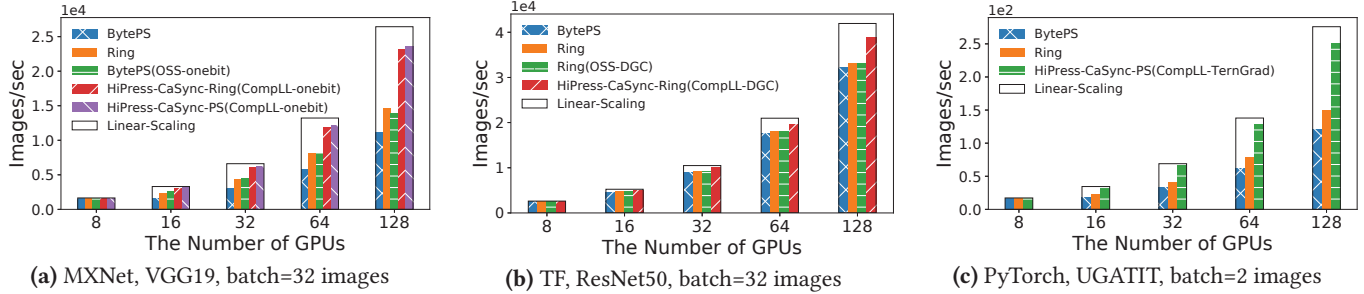 1e4
Images/sec
2.5
2.0
1.5
1.0
0.5
0.0
BytePS
Ring
BytePS(OSS-onebit)
HiPress-CaSync-Ring(CompLL-onebit)
HiPress-CaSync-PS(CompLL-onebit)
Linear-Scaling
8 16 32 64 128
The Number of GPUs
(a) MXNet, VGG19, batch=32 images
1e4
Images/sec
4
3
2
1
0
BytePS
Ring
Ring(OSS-DGC)
HiPress-CaSync-Ring(CompLL-DGC)
Linear-Scaling
8 16 32 64 128
The Number of GPUs
(b) TF, ResNet50, batch=32 images
1e2
Images/sec
2.5
2.0
1.5
1.0
0.5
0.0
BytePS
Ring
HiPress-CaSync-PS(CompLL-TernGrad)
Linear-Scaling
8 16 32 64 128
The Number of GPUs
(c) PyTorch, UGATIT, batch=2 images